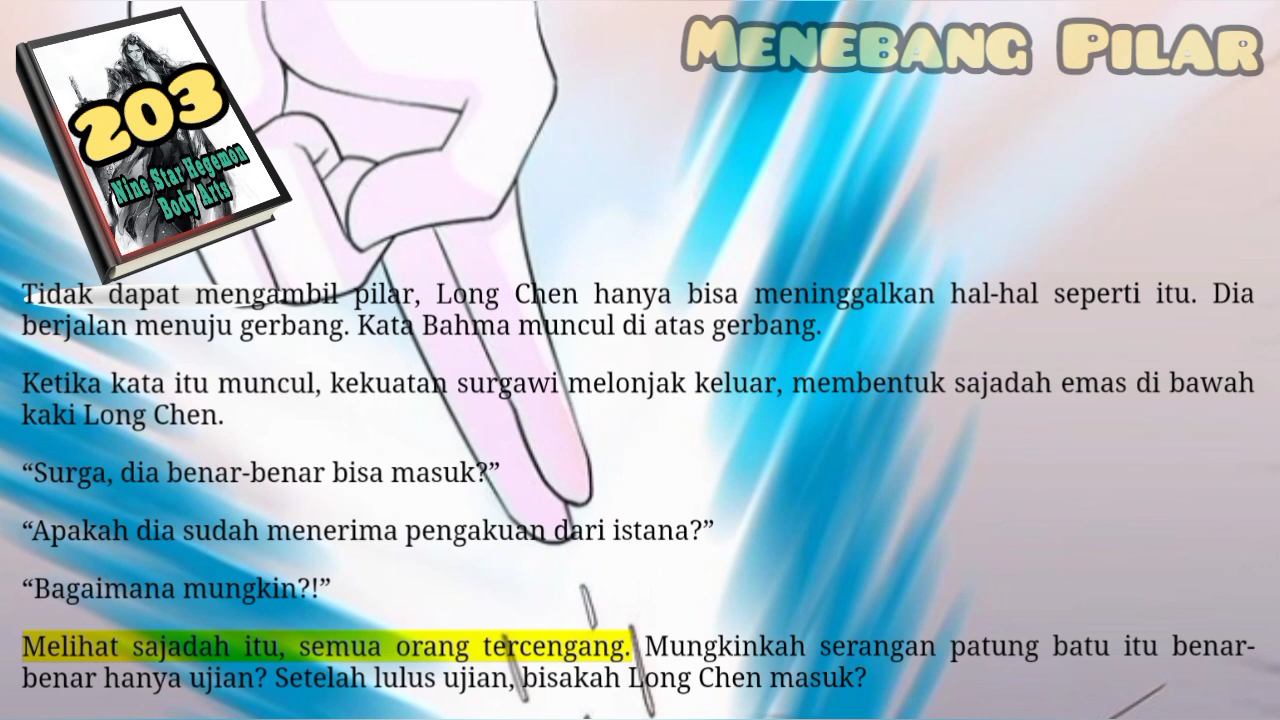 Menebang Pilar
203
Nine Star Hegemon
Body Arts
Tidak dapat mengambil pilar, Long Chen hanya bisa meninggalkan hal-hal seperti itu. Dia
berjalan menuju gerbang. Kata Bahma muncul di atas gerbang.
Ketika kata itu muncul, kekuatan surgawi melonjak keluar, membentuk sajadah emas di bawah
kaki Long Chen.
“Surga, dia benar-benar bisa masuk?”
“Apakah dia sudah menerima pengakuan dari istana?”
“Bagaimana mungkin?!”
Melihat sajadah itu, semua orang tercengang. Mungkinkah serangan patung batu itu benar-
benar hanya ujian? Setelah lulus ujian, bisakah Long Chen masuk?